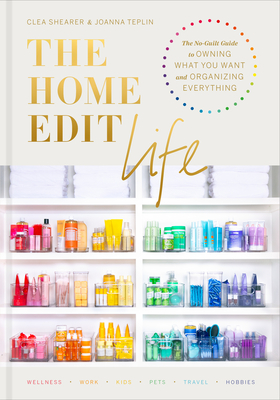 CLEA SHEARER & JOANNA TEPLIN
THE
HOME
EDIT
life
The No-Guilt Guide to
OWNING
WHAT YOU WANT
and ORGANIZING
EVERYTHING
WELLNESS • WORK • KIDS • PETS • TRAVEL • HOBBIES